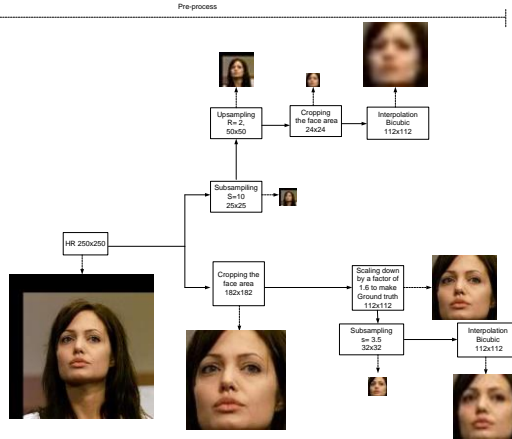 Pre-process
Upsampling
R= 2,
50x50
Cropping
the face area
24x24
Interpolation
Bicubic
112x112
Subsampiling
S=10
25x25
HR 250x250
Cropping the
face area
182x182
Scaling down
by a factor of
1.6 to make
Ground truth
112x112
Subsampling
s= 3.5
32x32
Interpolation
Bicubic
112x112